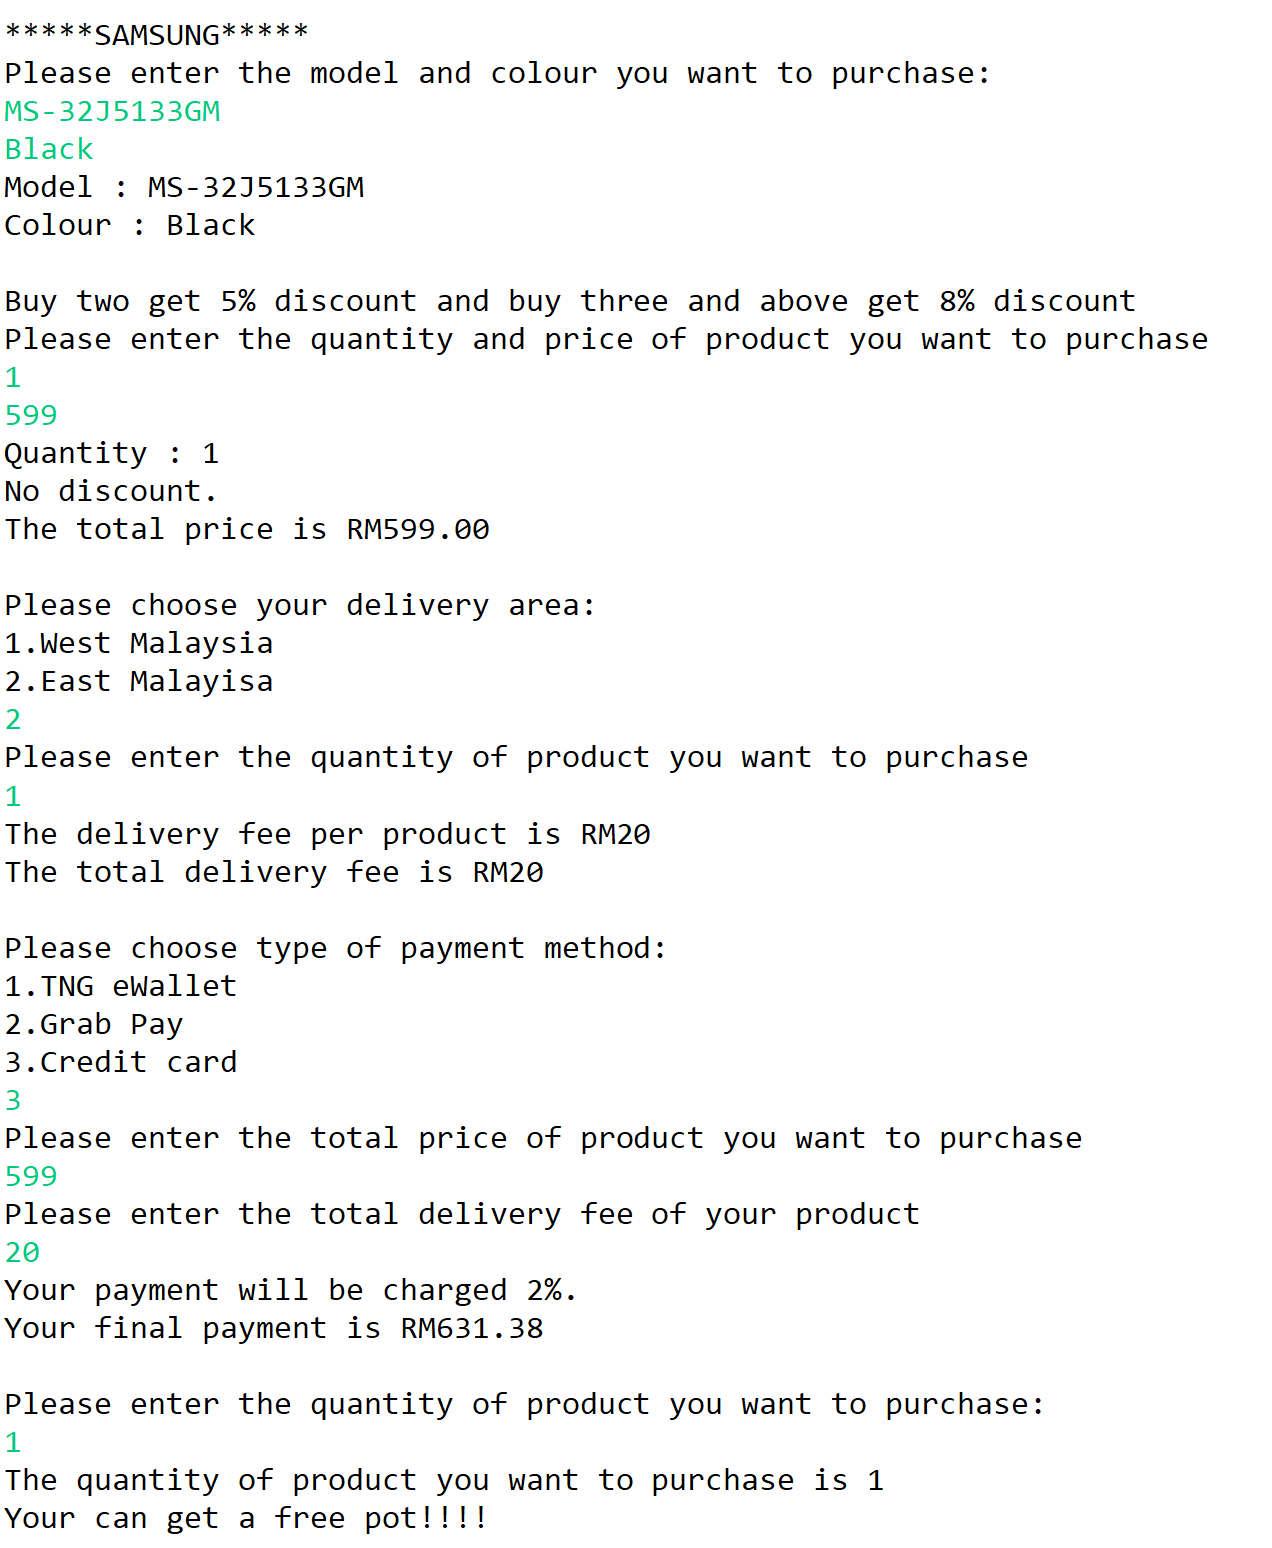 *****SAMSUNG*****
Please enter the model and colour you want to purchase:
MS-32J5133GM
Black
Model : MS-32J5133GM
Colour : Black
Buy two get 5% discount and buy three and above get 8% discount
Please enter the quantity and price of product you want to purchase
1
599
Quantity : 1
No discount.
The total price is RM599.00
Please choose your delivery area:
1.West Malaysia
2.East Malayisa
2
Please enter the quantity of product you want to purchase
1
The delivery fee per product is RM20
The total delivery fee is RM20
Please choose type of payment method:
1.TNG eWallet
2.Grab Pay
3.Credit card
3
Please enter the total price of product you want to purchase
599
Please enter the total delivery fee of your product
20
Your payment will be charged 2%.
Your final payment is RM631.38
Please enter the quantity of product you want to purchase:
1
The quantity of product you want to purchase is 1
Your can get a free pot!!!!